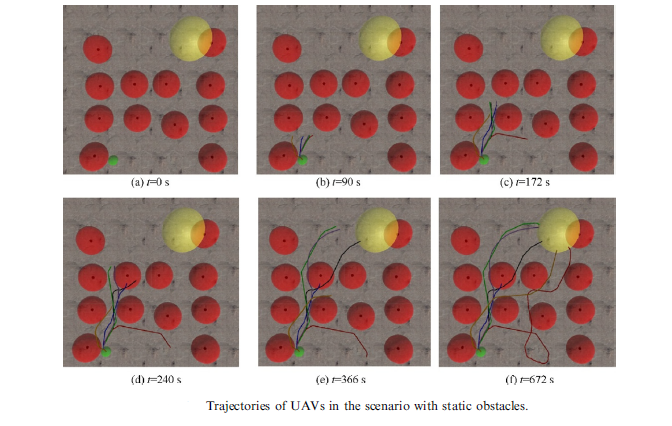 (a) t=0 s
(b) t=90 s
(c) t=172 s
(d) t=240 s
(e) t=366 s
(f) t=672 s
Trajectories of UAVs in the scenario with static obstacles.